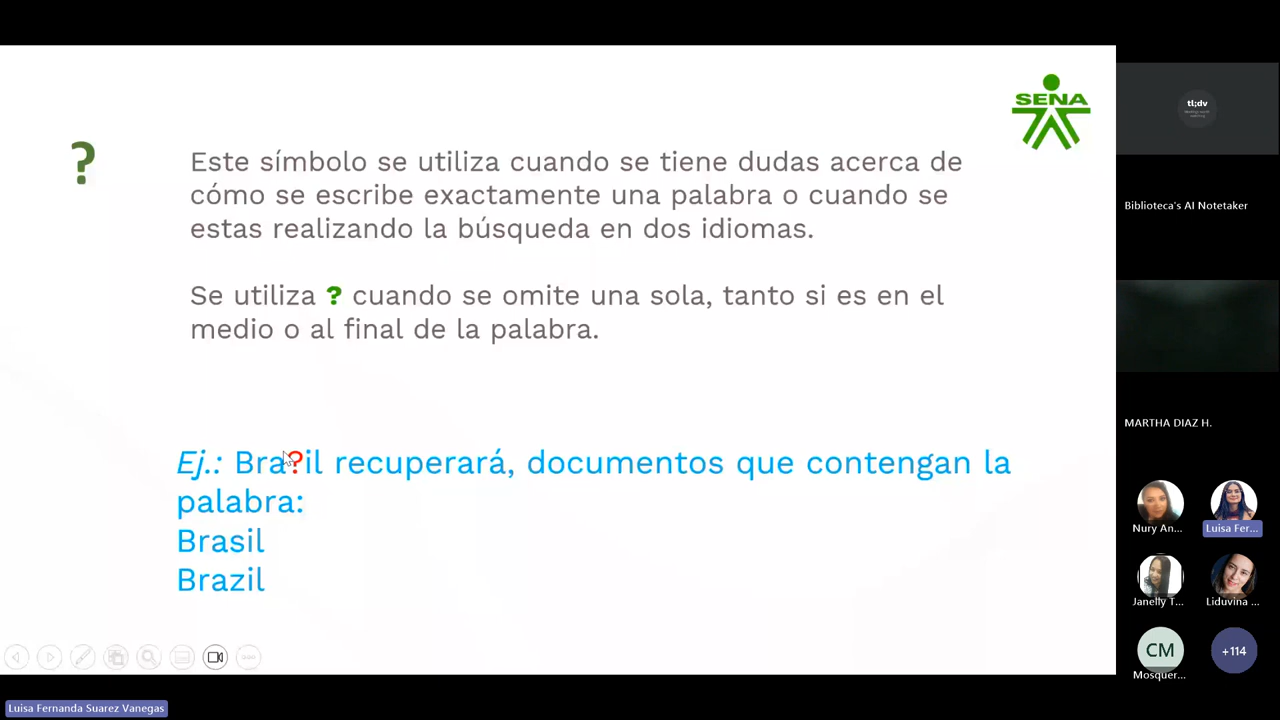 SENA
?
Este símbolo se utiliza cuando se tiene dudas acerca de
cómo se escribe exactamente una palabra o cuando se
estas realizando la búsqueda en dos idiomas.
Se utiliza ? cuando se omite una sola, tanto si es en el
medio o al final de la palabra.
Ej.: Bra?il recuperará, documentos que contengan la
palabra:
Brasil
Brazil
tl;dv
Biblioteca's AI Notetaker
MARTHA DIAZ H.
Nury An...
Luisa Fer...
Janelly T...
Liduvina ...
CM
Mosquer...
+114
Luisa Fernanda Suarez Vanegas